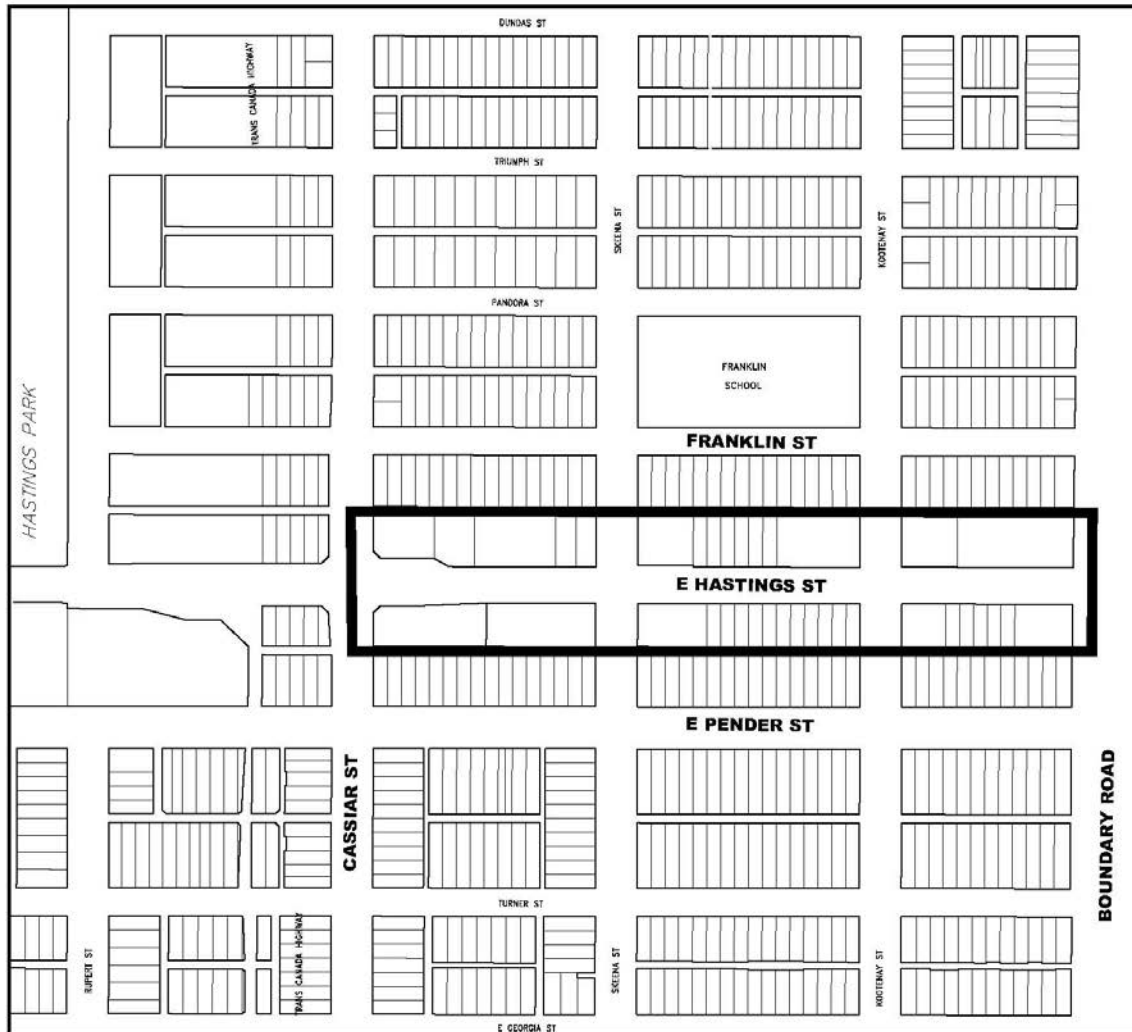 DUNDAS ST
TRANS CANADA HIGHWAY
TRIUMPH ST
SKEENA ST
KOOTENAY ST
PANDORA ST
HASTINGS PARK
FRANKLIN
SCHOOL
FRANKLIN ST
E HASTINGS ST
E PENDER ST
CASSIAR ST
BOUNDARY ROAD
TURNER ST
RUPERT ST
TRANS CANADA HIGHWAY
SKEENA ST
KOOTENAY ST
E GEORGIA ST